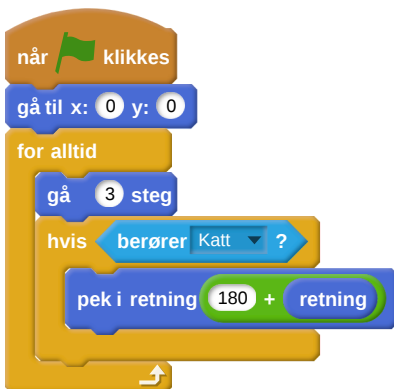 når klikkes
gå til x: 0 y: 0
for alltid
gå 3 steg
hvis berører Katt ?
pek i retning 180 + retning